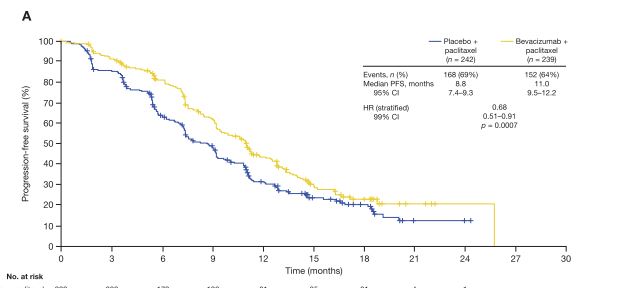 A
Placebo + Bevacizumab +
paclitaxel paclitaxel
(n = 242) (n = 239)
Events, n (%) 168 (69%) 152 (64%)
Median PFS, months 8.8 11.0
95% CI 7.4–9.3 9.5–12.2
HR (stratified) 0.68
99% CI 0.51–0.91
p = 0.0007
Progression-free survival (%)
100
90
80
70
60
50
40
30
20
10
0
0 3 6 9 12 15 18 21 24 27 30
Time (months)
No. at risk